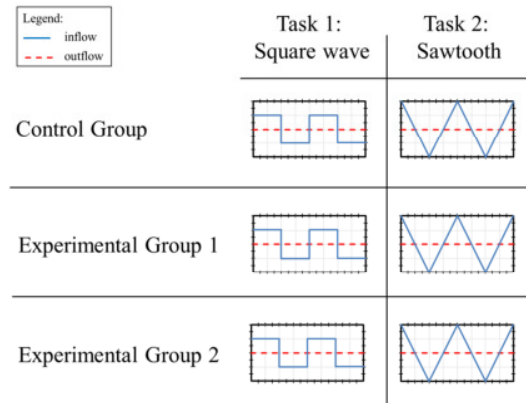 Legend:
inflow
outflow
Task 1:
Square wave
Task 2:
Sawtooth
Control Group
Experimental Group 1
Experimental Group 2